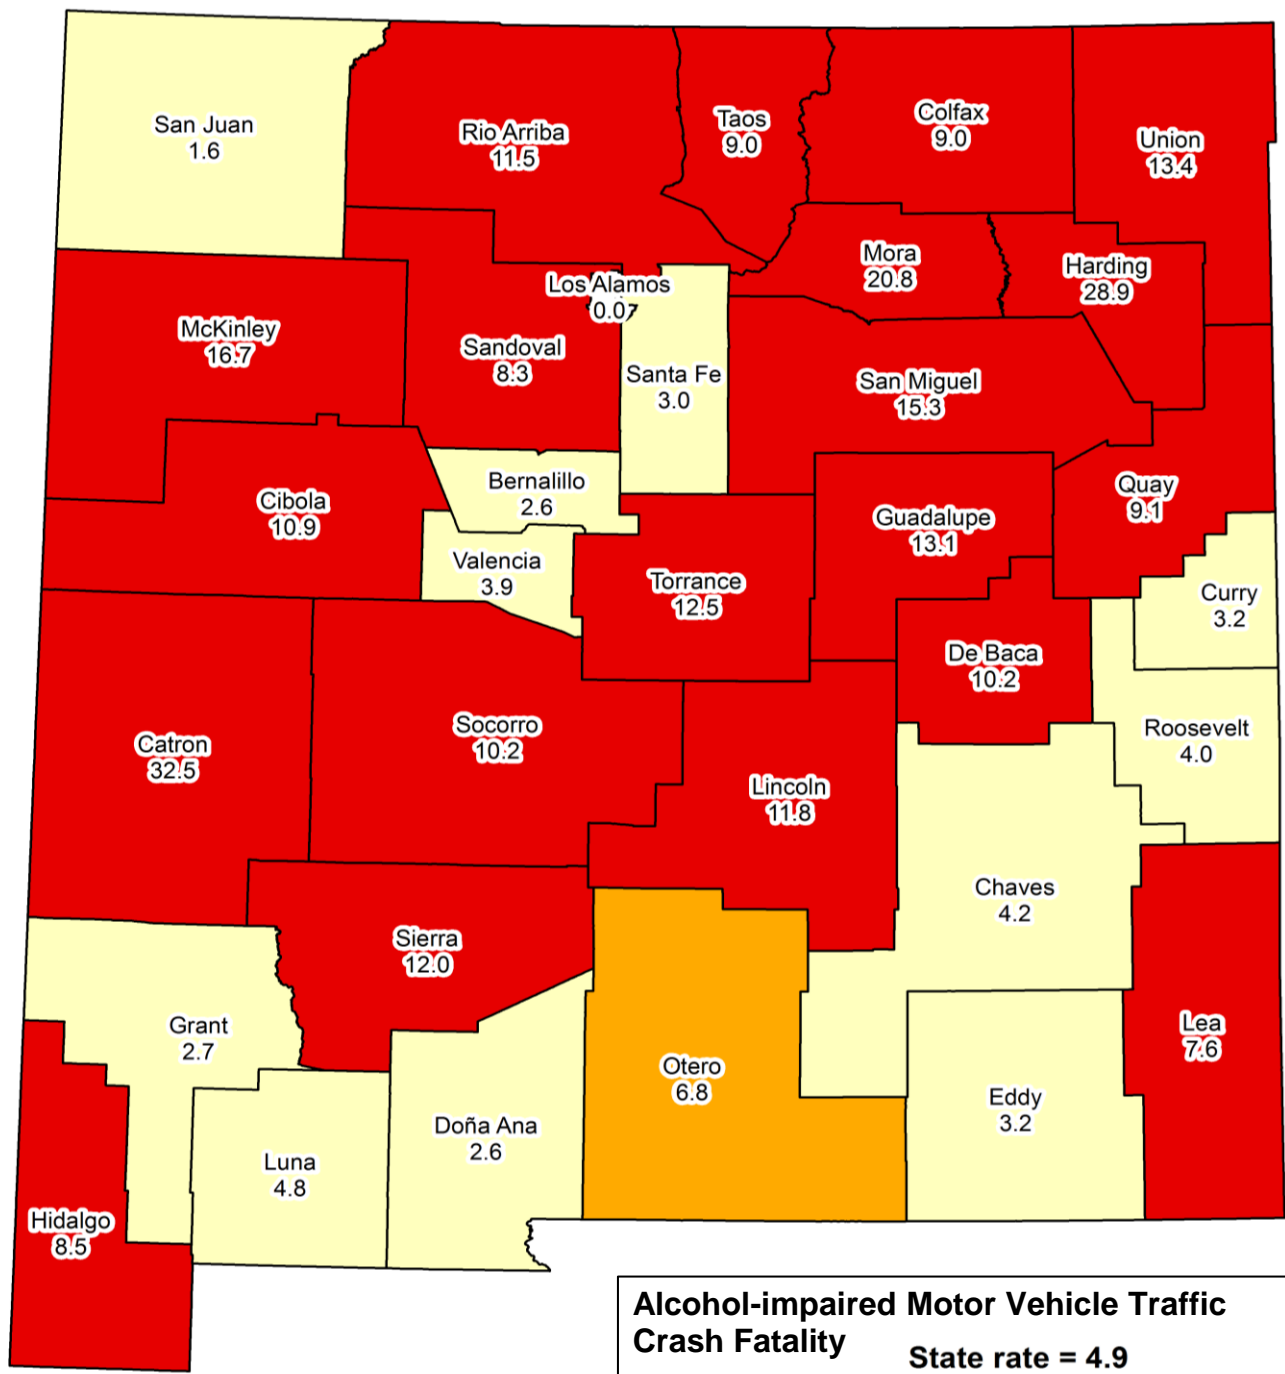 San Juan
1.6
Rio Arriba
11.5
Taos
9.0
Colfax
9.0
Union
13.4
Mora
20.8
Harding
28.9
Los Alamos
0.0
McKinley
16.7
Sandoval
8.3
Santa Fe
3.0
San Miguel
15.3
Bernalillo
2.6
Cibola
10.9
Quay
9.1
Guadalupe
13.1
Valencia
3.9
Torrance
12.5
Curry
3.2
De Baca
10.2
Socorro
10.2
Catron
32.5
Roosevelt
4.0
Lincoln
11.8
Chaves
4.2
Sierra
12.0
Grant
2.7
Lea
7.6
Otero
6.8
Eddy
3.2
Doña Ana
2.6
Luna
4.8
Hidalgo
8.5
Alcohol-impaired Motor Vehicle Traffic
Crash Fatality
State rate = 4.9